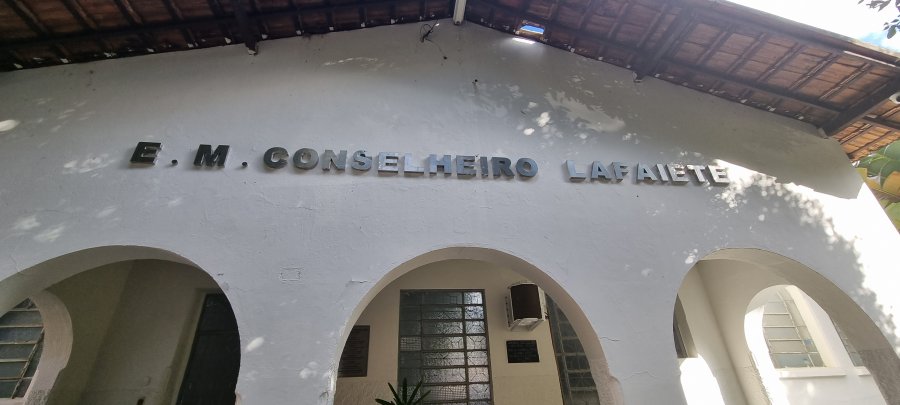 E. M. CONSELHEIRO LAFAIETE